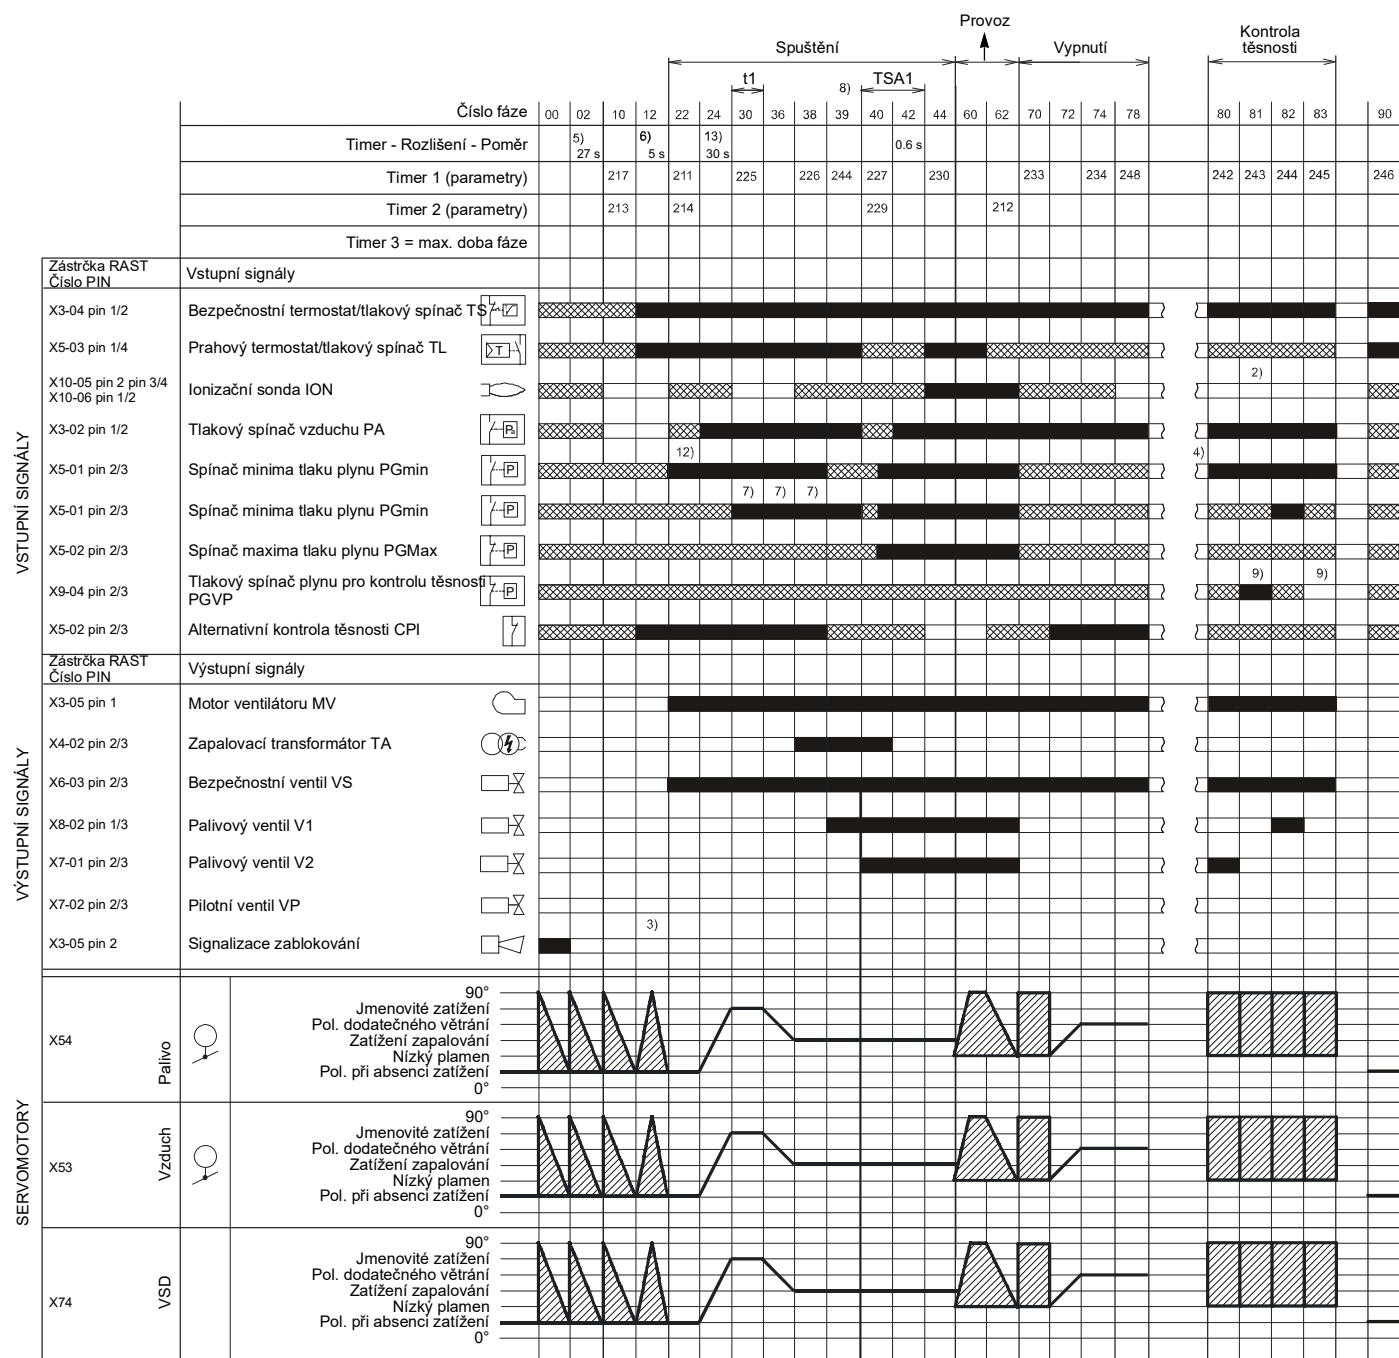 Provoz
Spuštění
Vypnutí
Kontrola
těsnosti
t1
8)
TSA1
Číslo fáze 00 02 10 12 22 24 30 36 38 39 40 42 44 60 62 70 72 74 78 80 81 82 83 90
Timer - Rozlišení - Poměr 5) 27 s 6) 5 s 13) 30 s 0.6 s
Timer 1 (parametry) 217 211 225 226 244 227 230 233 234 248 242 243 244 245 246
Timer 2 (parametry) 213 214 229 212
Timer 3 = max. doba fáze
Zástrčka RAST
Číslo PIN
Vstupní signály
VSTUPNÍ SIGNÁLY
X3-04 pin 1/2 Bezpečnostní termostat/tlakový spínač TS
X5-03 pin 1/4 Prahový termostat/tlakový spínač TL T
2)
X10-05 pin 2 pin 3/4
X10-06 pin 1/2
Ionizační sonda ION
X3-02 pin 1/2 Tlakový spínač vzduchu PA
12) 4)
X5-01 pin 2/3 Spínač minima tlaku plynu PGmin P
7) 7) 7)
X5-01 pin 2/3 Spínač minima tlaku plynu PGmin P
X5-02 pin 2/3 Spínač maxima tlaku plynu PGMax P
9) 9)
X9-04 pin 2/3 Tlakový spínač plynu pro kontrolu těsnosti
PGVP P
X5-02 pin 2/3 Alternativní kontrola těsnosti CPI
Zástrčka RAST
Číslo PIN
Výstupní signály
VÝSTUPNÍ SIGNÁLY
X3-05 pin 1 Motor ventilátoru MV
X4-02 pin 2/3 Zapalovací transformátor TA
X6-03 pin 2/3 Bezpečnostní ventil VS
X8-02 pin 1/3 Palivový ventil V1
X7-01 pin 2/3 Palivový ventil V2
X7-02 pin 2/3 Pilotní ventil VP
3)
X3-05 pin 2 Signalizace zablokování
SERVOMOTORY
X54
Palivo
90°
Jmenovité zatížení
Pol. dodatečného větrání
Zatížení zapalování
Nízký plamen
Pol. při absenci zatížení
0°
X53
Vzduch
90°
Jmenovité zatížení
Pol. dodatečného větrání
Zatížení zapalování
Nízký plamen
Pol. při absenci zatížení
0°
X74
VSD
90°
Jmenovité zatížení
Pol. dodatečného větrání
Zatížení zapalování
Nízký plamen
Pol. při absenci zatížení
0°